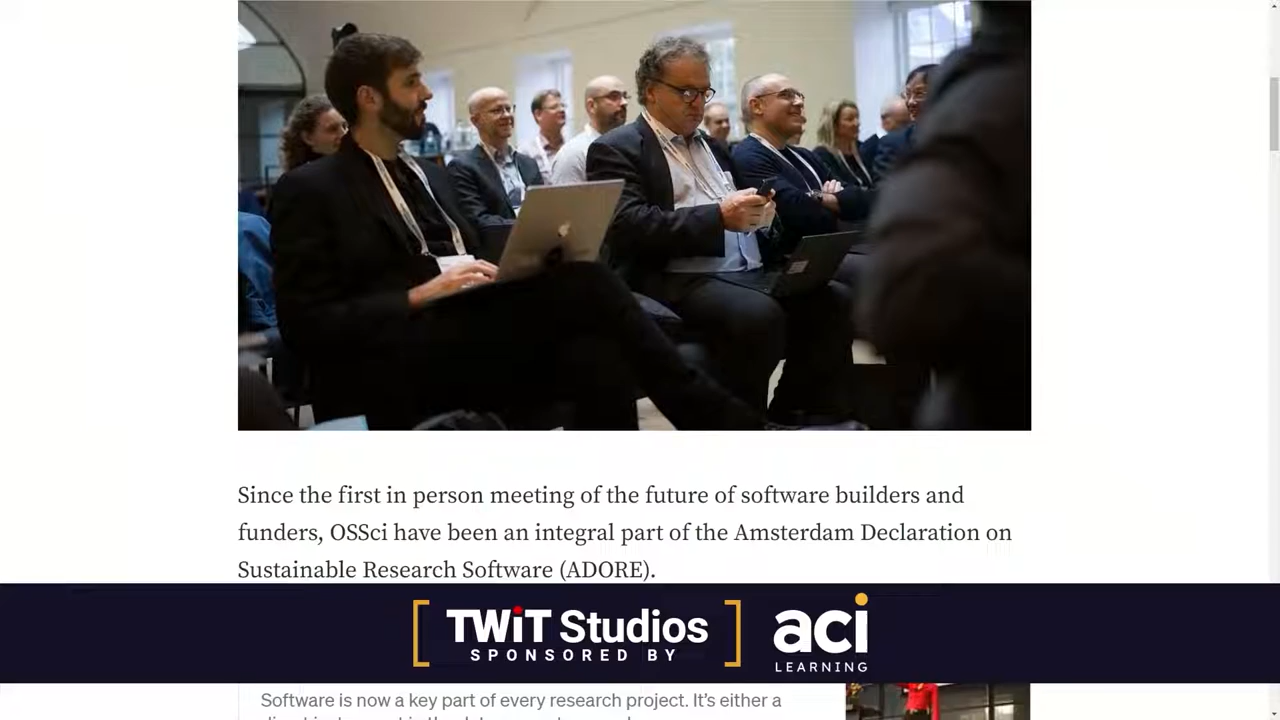 Since the first in person meeting of the future of software builders and
funders, OSSci have been an integral part of the Amsterdam Declaration on
Sustainable Research Software (ADORE).
TWiT Studios
SPONSORED BY
aci
LEARNING
Software is now a key part of every research project. It's either a